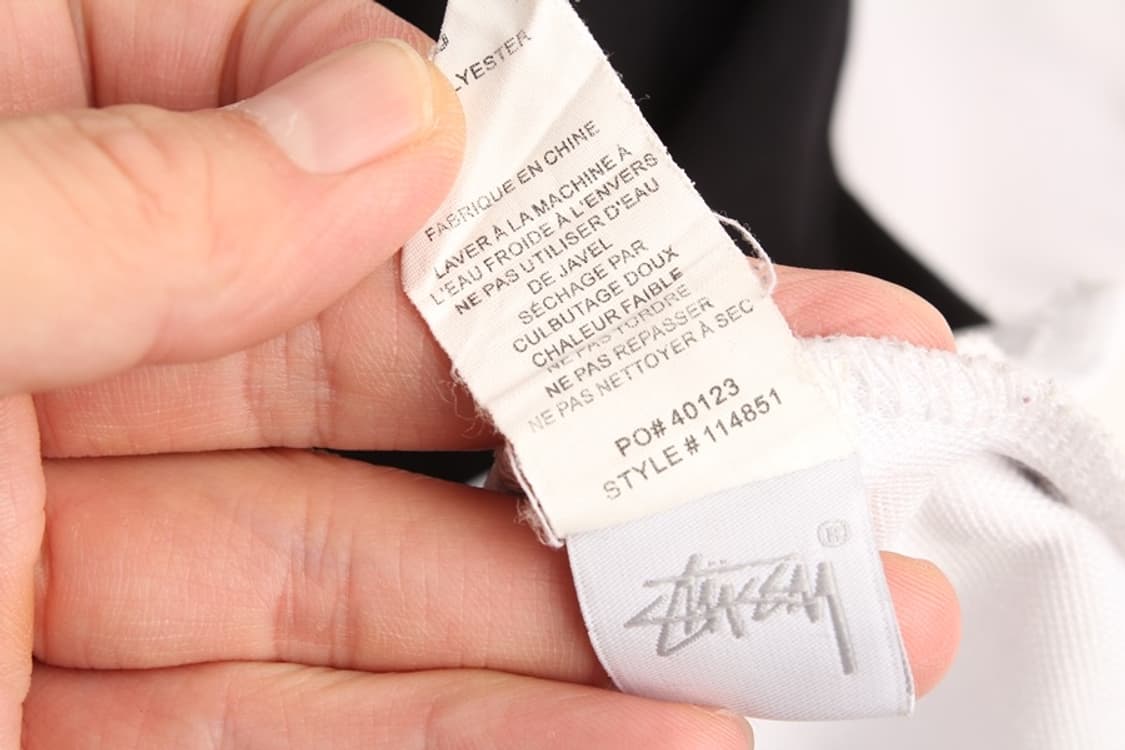 LYESTER
FABRIQUE EN CHINE
LAVER À LA MACHINE À
L'EAU FROIDE À L'ENVERS
NE PAS UTILISER D'EAU
DE JAVEL
SÉCHAGE PAR
CULBUTAGE DOUX
CHALEUR FAIBLE
NE PAS TORDRE
NE PAS REPASSER
NE PAS NETTOYER À SEC
PO# 40123
STYLE # 114851
STÜSSY ®